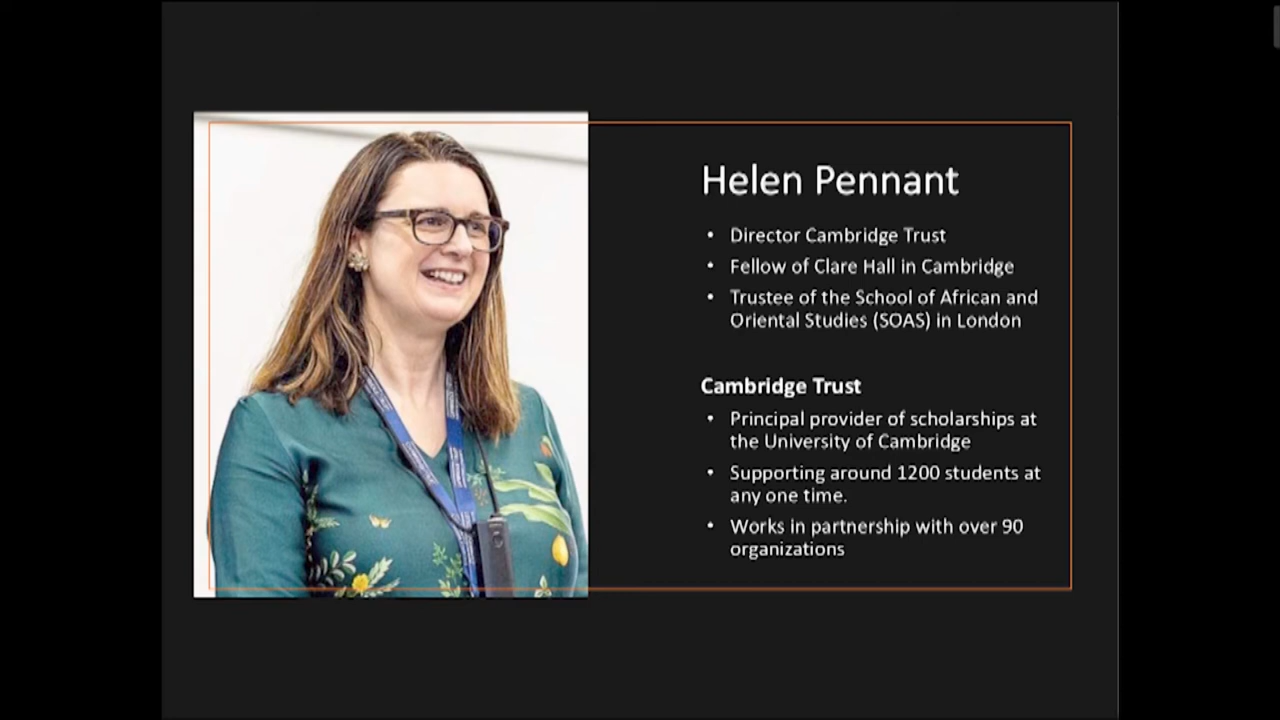 Helen Pennant
• Director Cambridge Trust
• Fellow of Clare Hall in Cambridge
• Trustee of the School of African and
Oriental Studies (SOAS) in London
Cambridge Trust
• Principal provider of scholarships at
the University of Cambridge
• Supporting around 1200 students at
any one time.
• Works in partnership with over 90
organizations